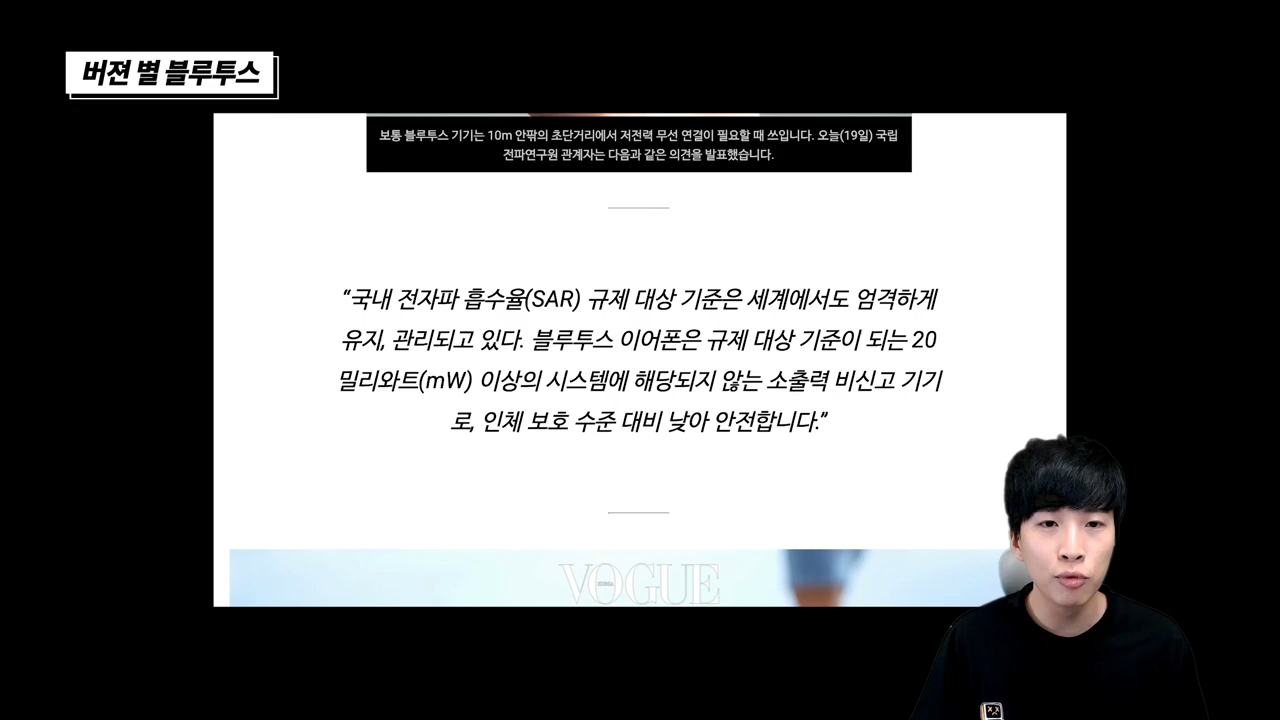 버젼 별 블루투스
보통 블루투스 기기는 10m 안팎의 초단거리에서 저전력 무선 연결이 필요할 때 쓰입니다. 오늘(19일) 국립
전파연구원 관계자는 다음과 같은 의견을 발표했습니다.
“국내 전자파 흡수율(SAR) 규제 대상 기준은 세계에서도 엄격하게
유지, 관리되고 있다. 블루투스 이어폰은 규제 대상 기준이 되는 20
밀리와트(mW) 이상의 시스템에 해당되지 않는 소출력 비신고 기기
로, 인체 보호 수준 대비 낮아 안전합니다.”
VOGUE